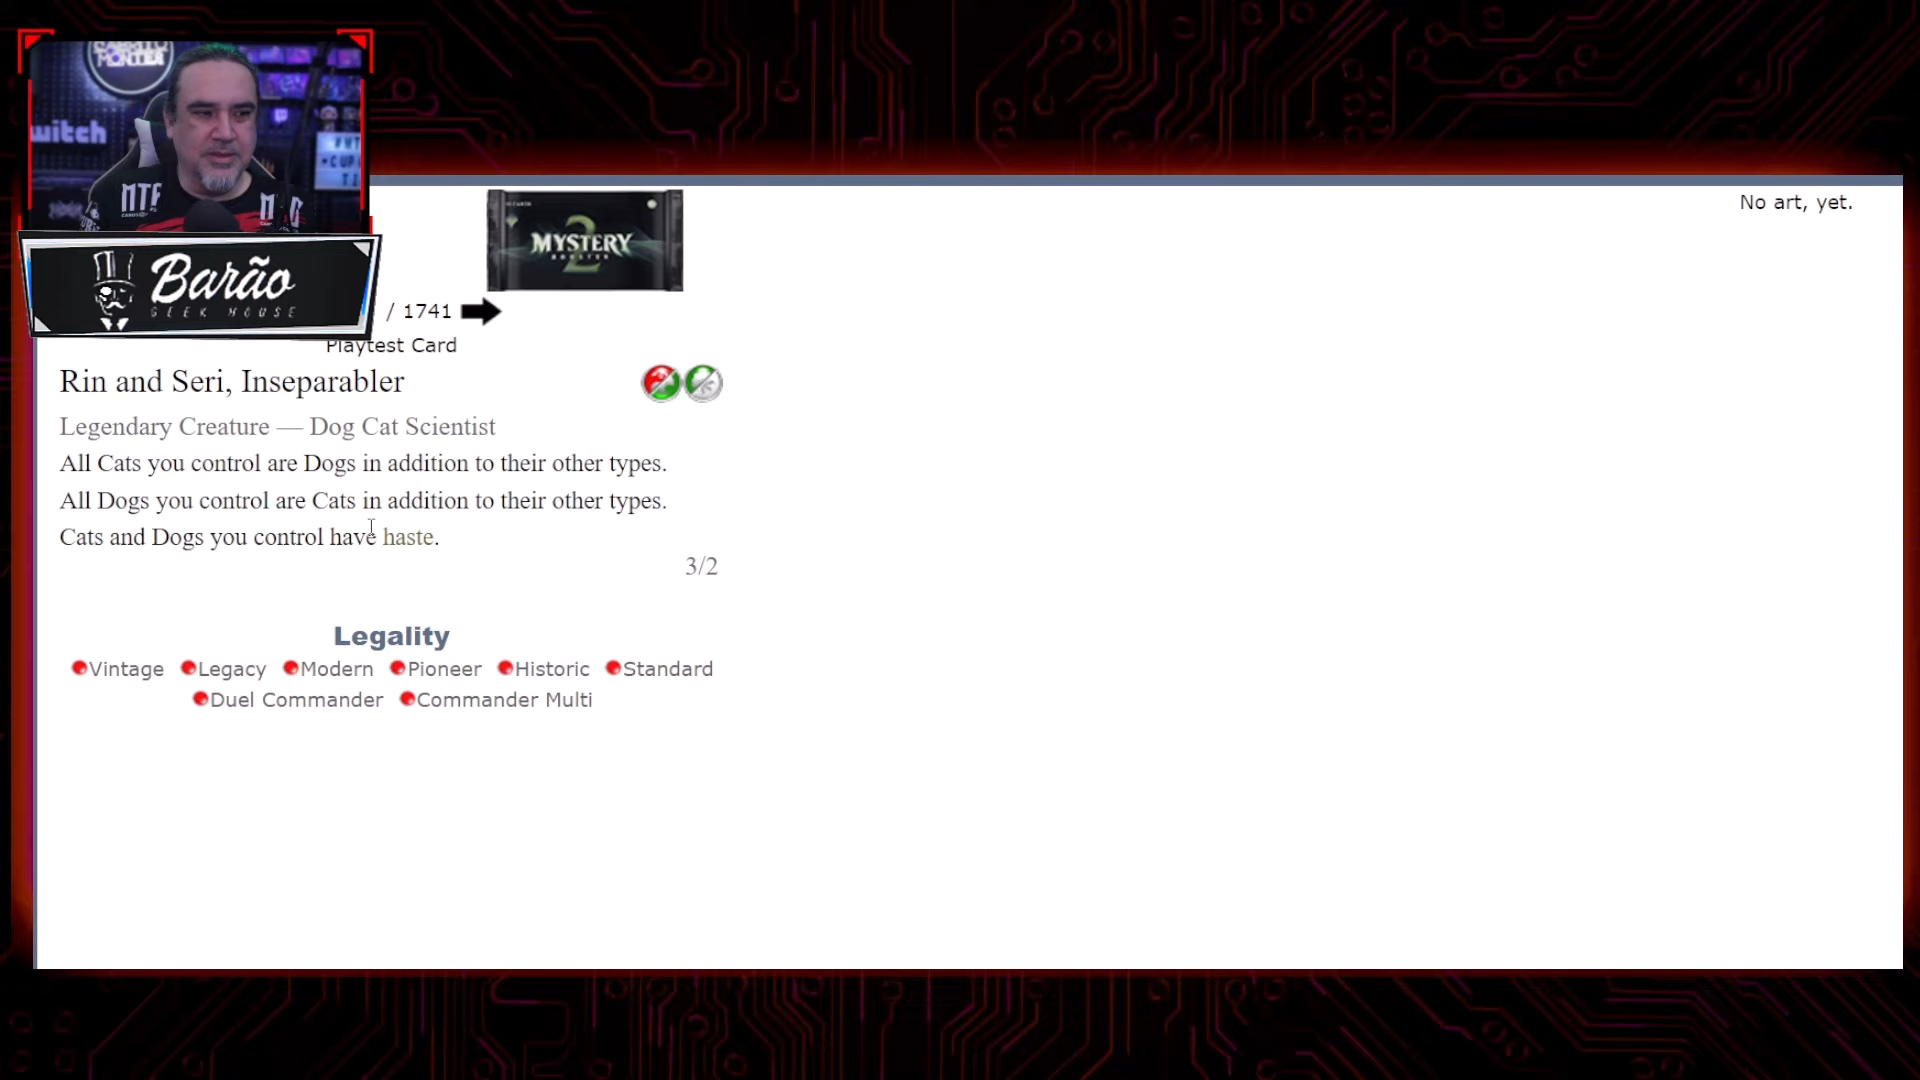 witch
MTF
Barão
GEEK HOUSE
MYSTERY
2
BOOSTER
No art, yet.
/ 1741
Playtest Card
Rin and Seri, Inseparabler
Legendary Creature — Dog Cat Scientist
All Cats you control are Dogs in addition to their other types.
All Dogs you control are Cats in addition to their other types.
Cats and Dogs you control have haste.
3/2
Legality
Vintage Legacy Modern Pioneer Historic Standard
Duel Commander Commander Multi